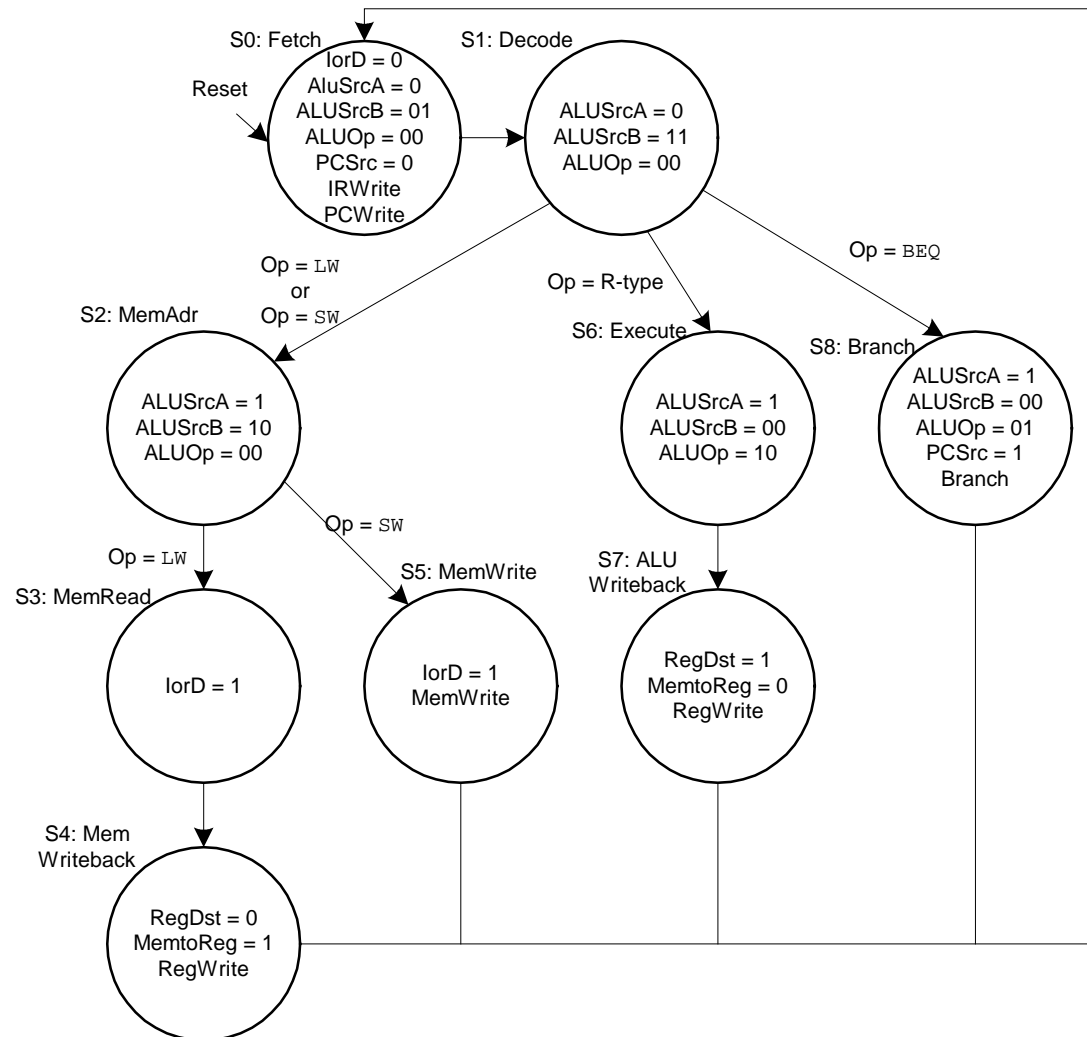 S0: Fetch
IorD = 0
AluSrcA = 0
ALUSrcB = 01
ALUOp = 00
PCSrc = 0
IRWrite
PCWrite
Reset
S1: Decode
ALUSrcA = 0
ALUSrcB = 11
ALUOp = 00
Op = LW
or
Op = SW
Op = R-type
Op = BEQ
S2: MemAdr
ALUSrcA = 1
ALUSrcB = 10
ALUOp = 00
S6: Execute
ALUSrcA = 1
ALUSrcB = 00
ALUOp = 10
S8: Branch
ALUSrcA = 1
ALUSrcB = 00
ALUOp = 01
PCSrc = 1
Branch
Op = LW
Op = SW
S3: MemRead
IorD = 1
S5: MemWrite
IorD = 1
MemWrite
S7: ALU
Writeback
RegDst = 1
MemtoReg = 0
RegWrite
S4: Mem
Writeback
RegDst = 0
MemtoReg = 1
RegWrite